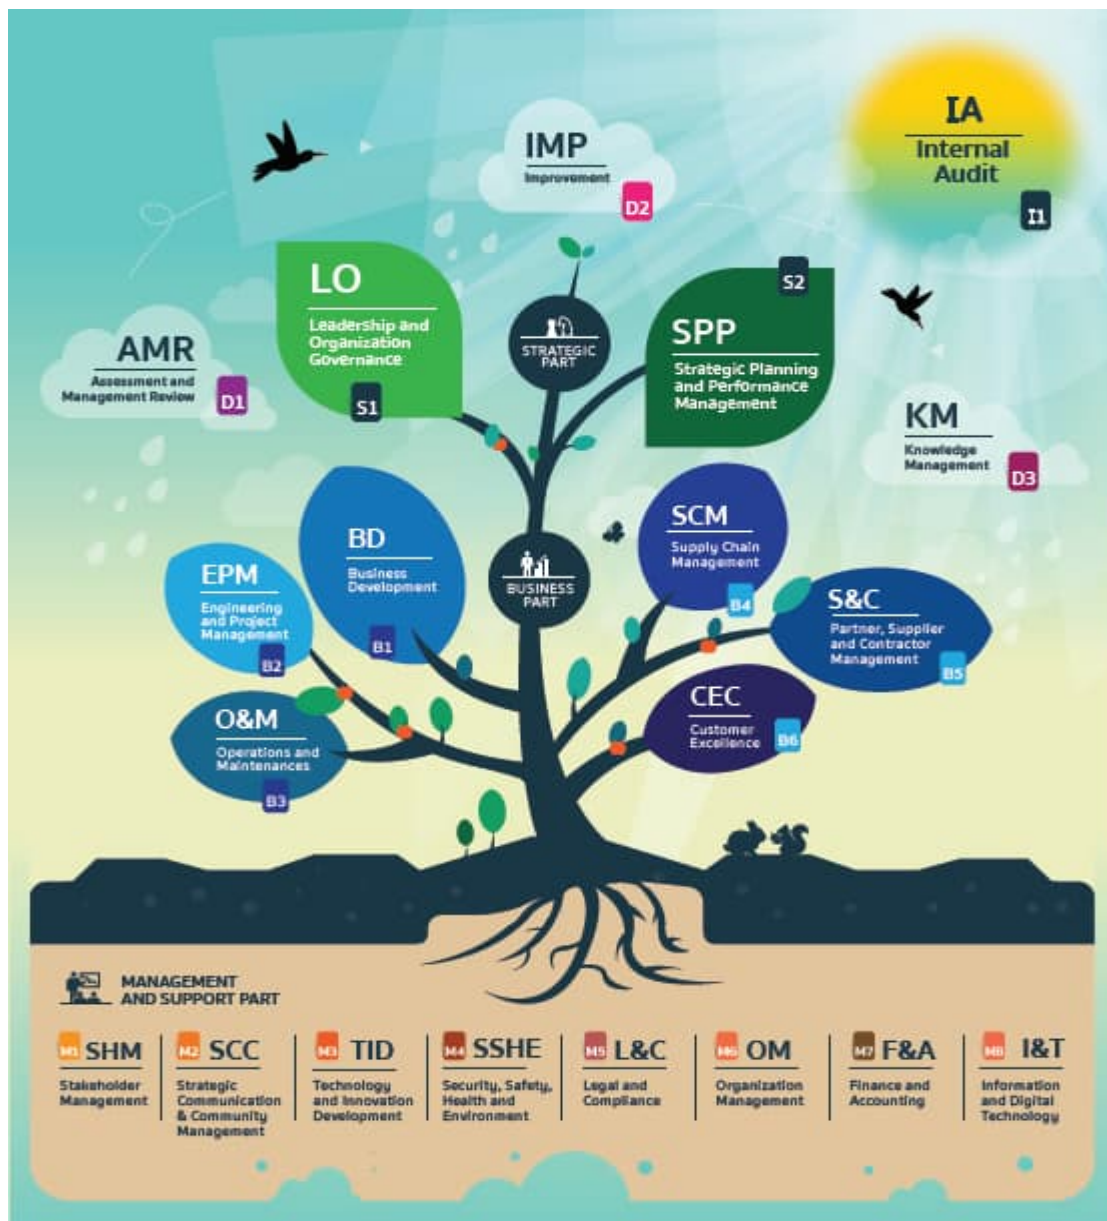 IA
Internal
Audit
I1
IMP
Improvement
D2
LO
Leadership and
Organization
Governance
S1
STRATEGIC
PART
S2
SPP
Strategic Planning
and Performance
Management
AMR
Assessment and
Management Review
D1
KM
Knowledge
Management
D3
BD
Business
Development
B1
BUSINESS
PART
SCM
Supply Chain
Management
B4
EPM
Engineering
and Project
Management
B2
S&C
Partner, Supplier
and Contractor
Management
B5
O&M
Operations and
Maintenances
B3
CEC
Customer
Excellence
B6
MANAGEMENT
AND SUPPORT PART
M1 SHM
Stakeholder
Management
M2 SCC
Strategic
Communication
& Community
Management
M3 TID
Technology
and Innovation
Development
M4 SSHE
Security, Safety,
Health and
Environment
M5 L&C
Legal and
Compliance
M6 OM
Organization
Management
M7 F&A
Finance and
Accounting
M8 I&T
Information
and Digital
Technology